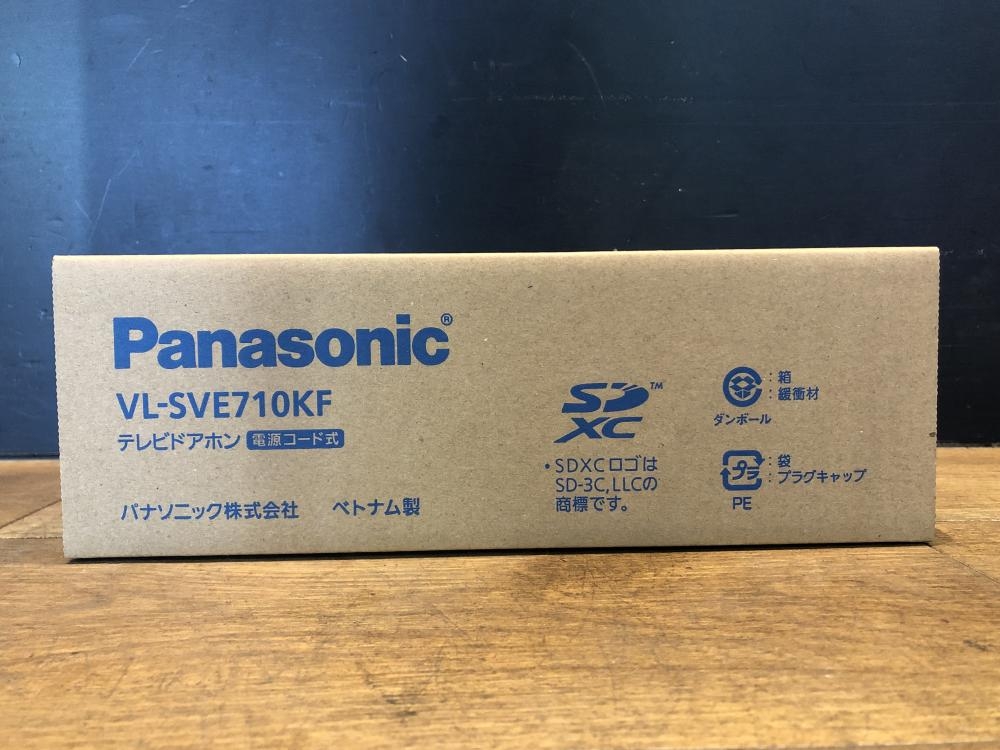 Panasonic®
VL-SVE710KF
テレビドアホン 電源コード式
パナソニック株式会社 ベトナム製
SD XC™
・SDXCロゴは
SD-3C,LLCの
商標です。
：箱
：緩衝材
ダンボール
プラ
：袋
：プラグキャップ
PE